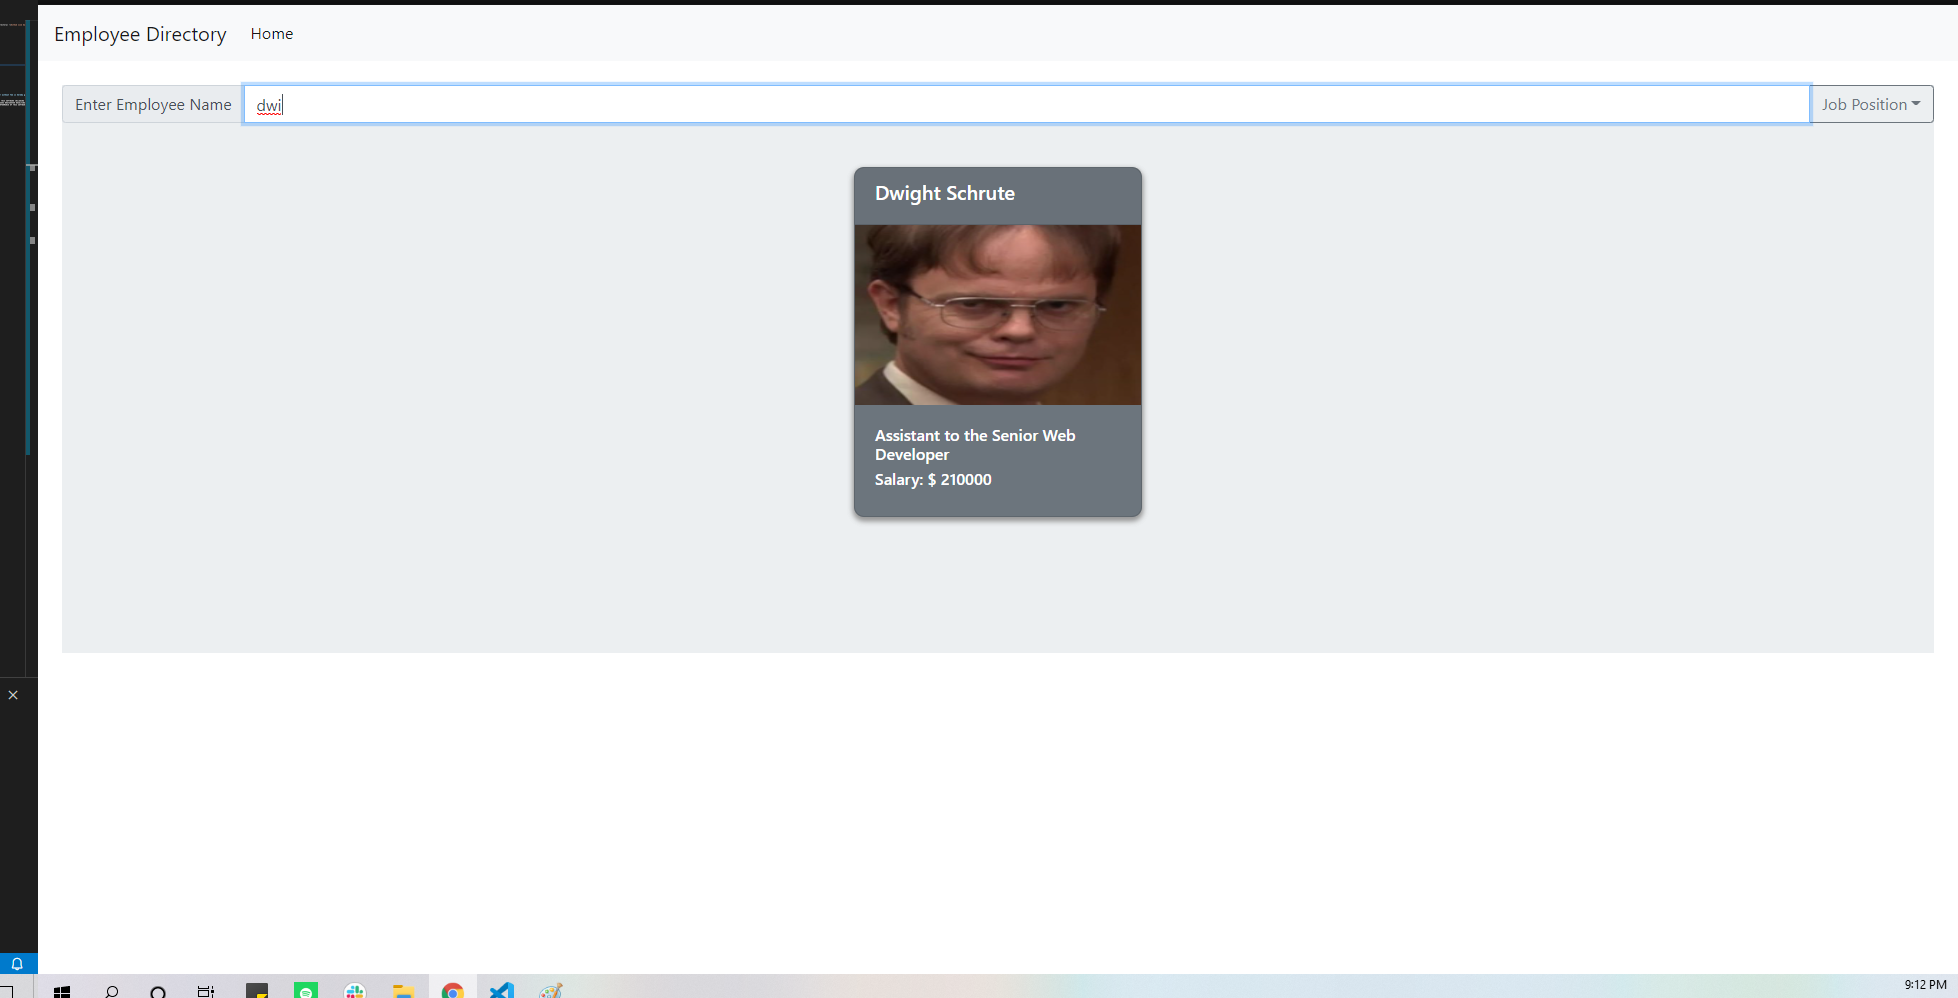 Employee Directory Home
Enter Employee Name dwi Job Position
Dwight Schrute
Assistant to the Senior Web
Developer
Salary: $ 210000
9:12 PM